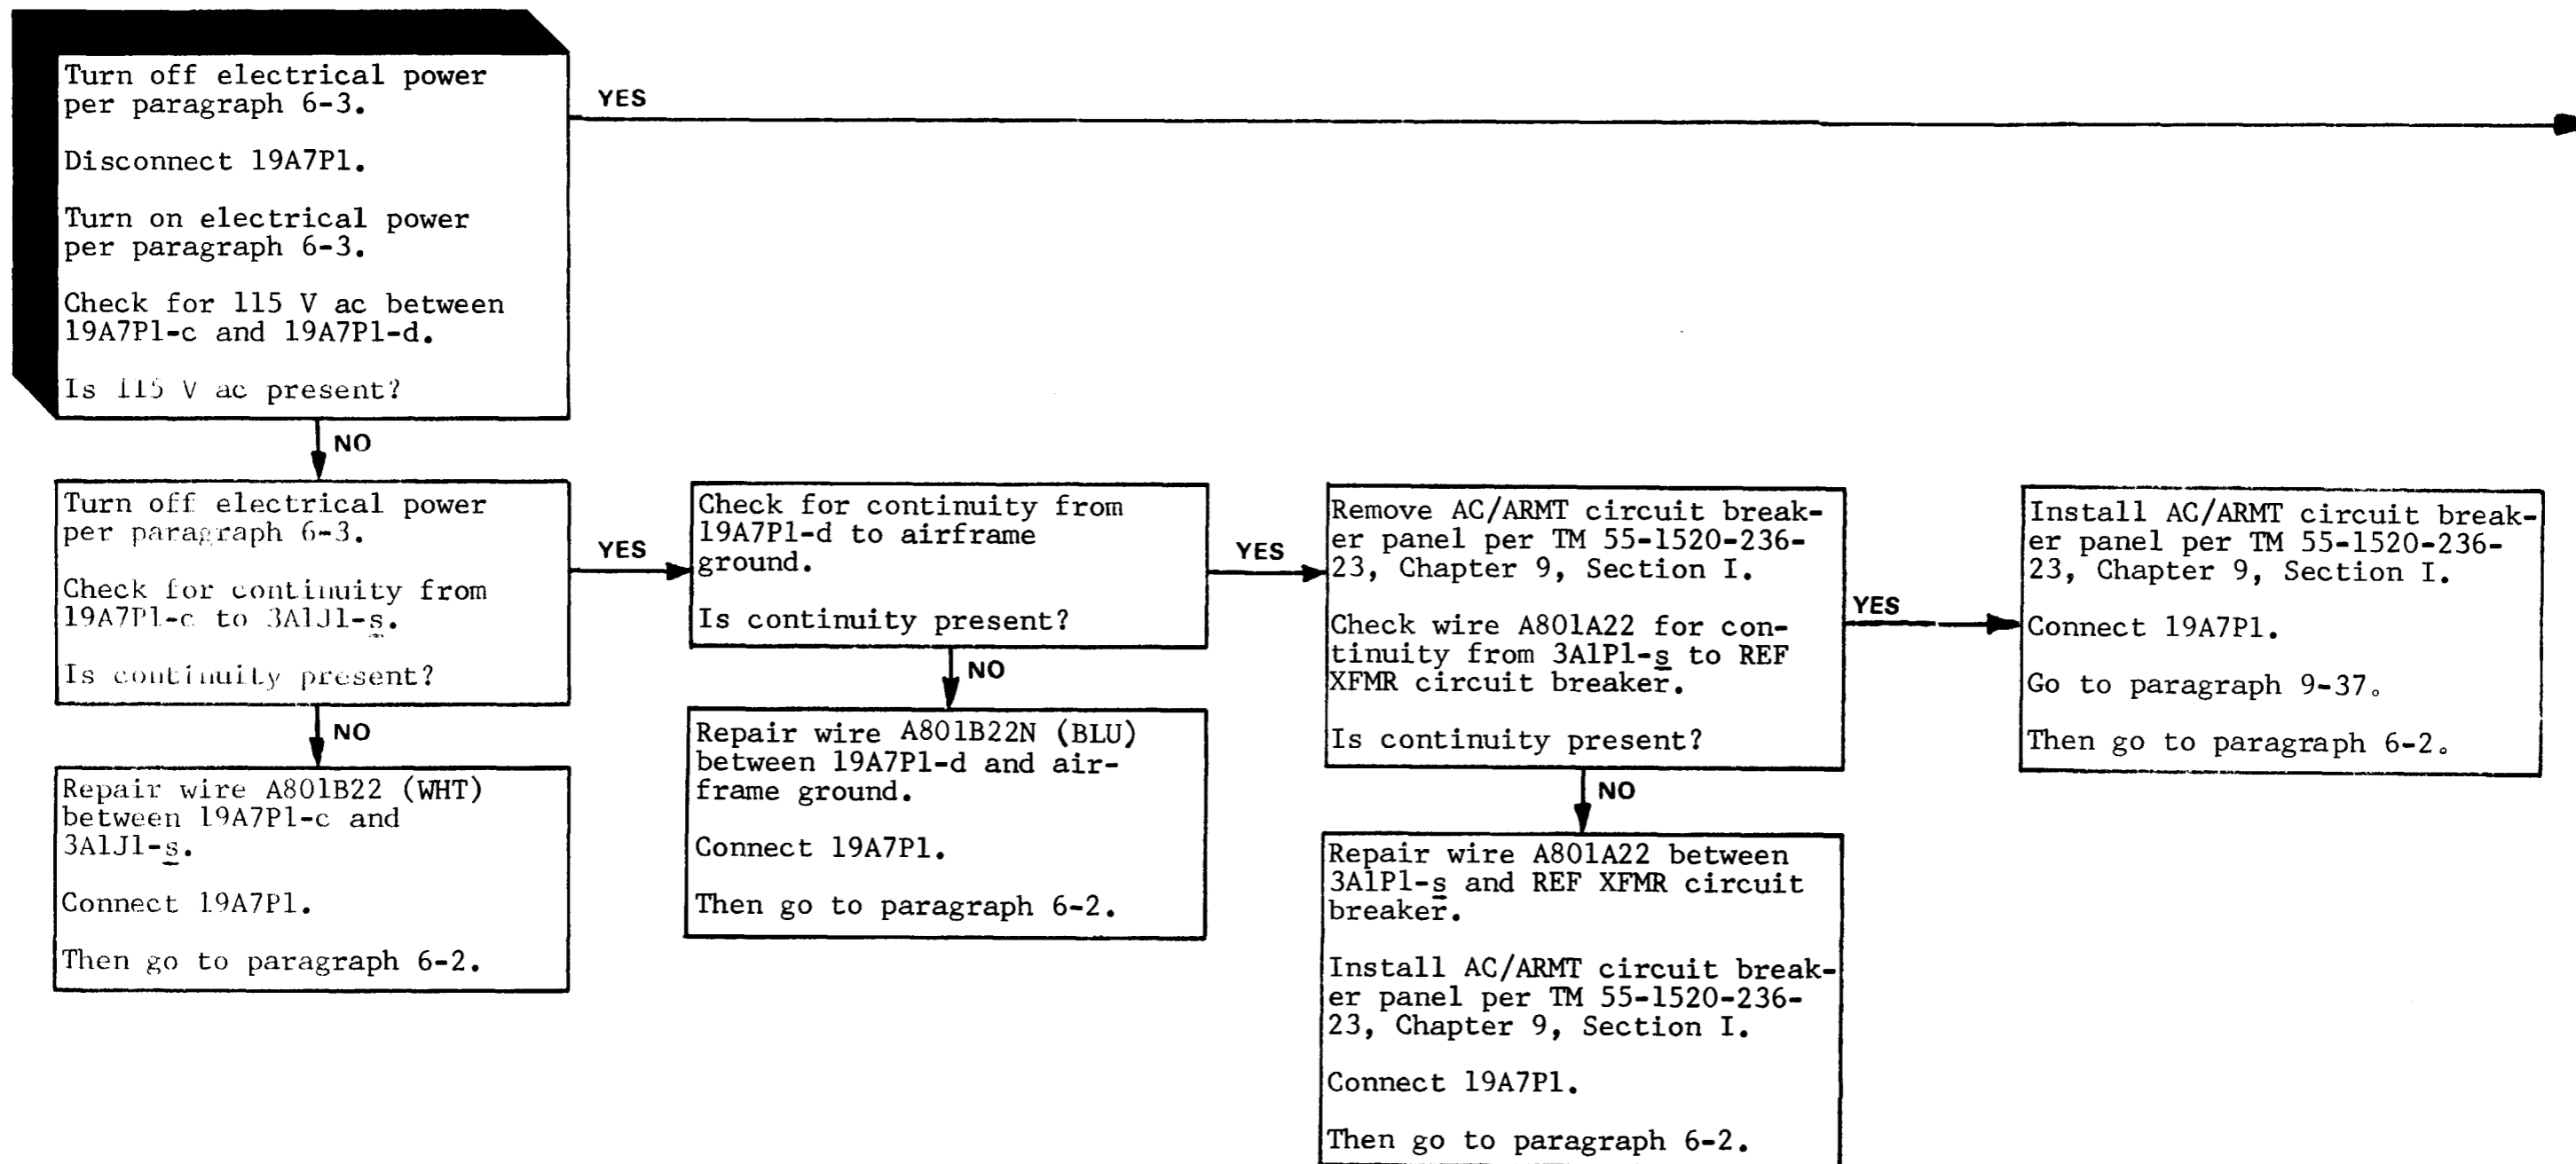 Turn off electrical power
per paragraph 6-3.
Disconnect 19A7P1.
Turn on electrical power
per paragraph 6-3.
Check for 115 V ac between
19A7P1-c and 19A7P1-d.
Is 115 V ac present?
YES
NO
Turn off electrical power
per paragraph 6-3.
Check for continuity from
19A7P1-c to 3A1J1-s.
Is continuity present?
YES
NO
Repair wire A801B22 (WHT)
between 19A7P1-c and
3A1J1-s.
Connect 19A7P1.
Then go to paragraph 6-2.
Check for continuity from
19A7P1-d to airframe
ground.
Is continuity present?
YES
NO
Repair wire A801B22N (BLU)
between 19A7P1-d and air-
frame ground.
Connect 19A7P1.
Then go to paragraph 6-2.
Remove AC/ARMT circuit break-
er panel per TM 55-1520-236-
23, Chapter 9, Section I.
Check wire A801A22 for con-
tinuity from 3A1P1-s to REF
XFMR circuit breaker.
Is continuity present?
YES
NO
Repair wire A801A22 between
3A1P1-s and REF XFMR circuit
breaker.
Install AC/ARMT circuit break-
er panel per TM 55-1520-236-
23, Chapter 9, Section I.
Connect 19A7P1.
Then go to paragraph 6-2.
Install AC/ARMT circuit break-
er panel per TM 55-1520-236-
23, Chapter 9, Section I.
Connect 19A7P1.
Go to paragraph 9-37.
Then go to paragraph 6-2.